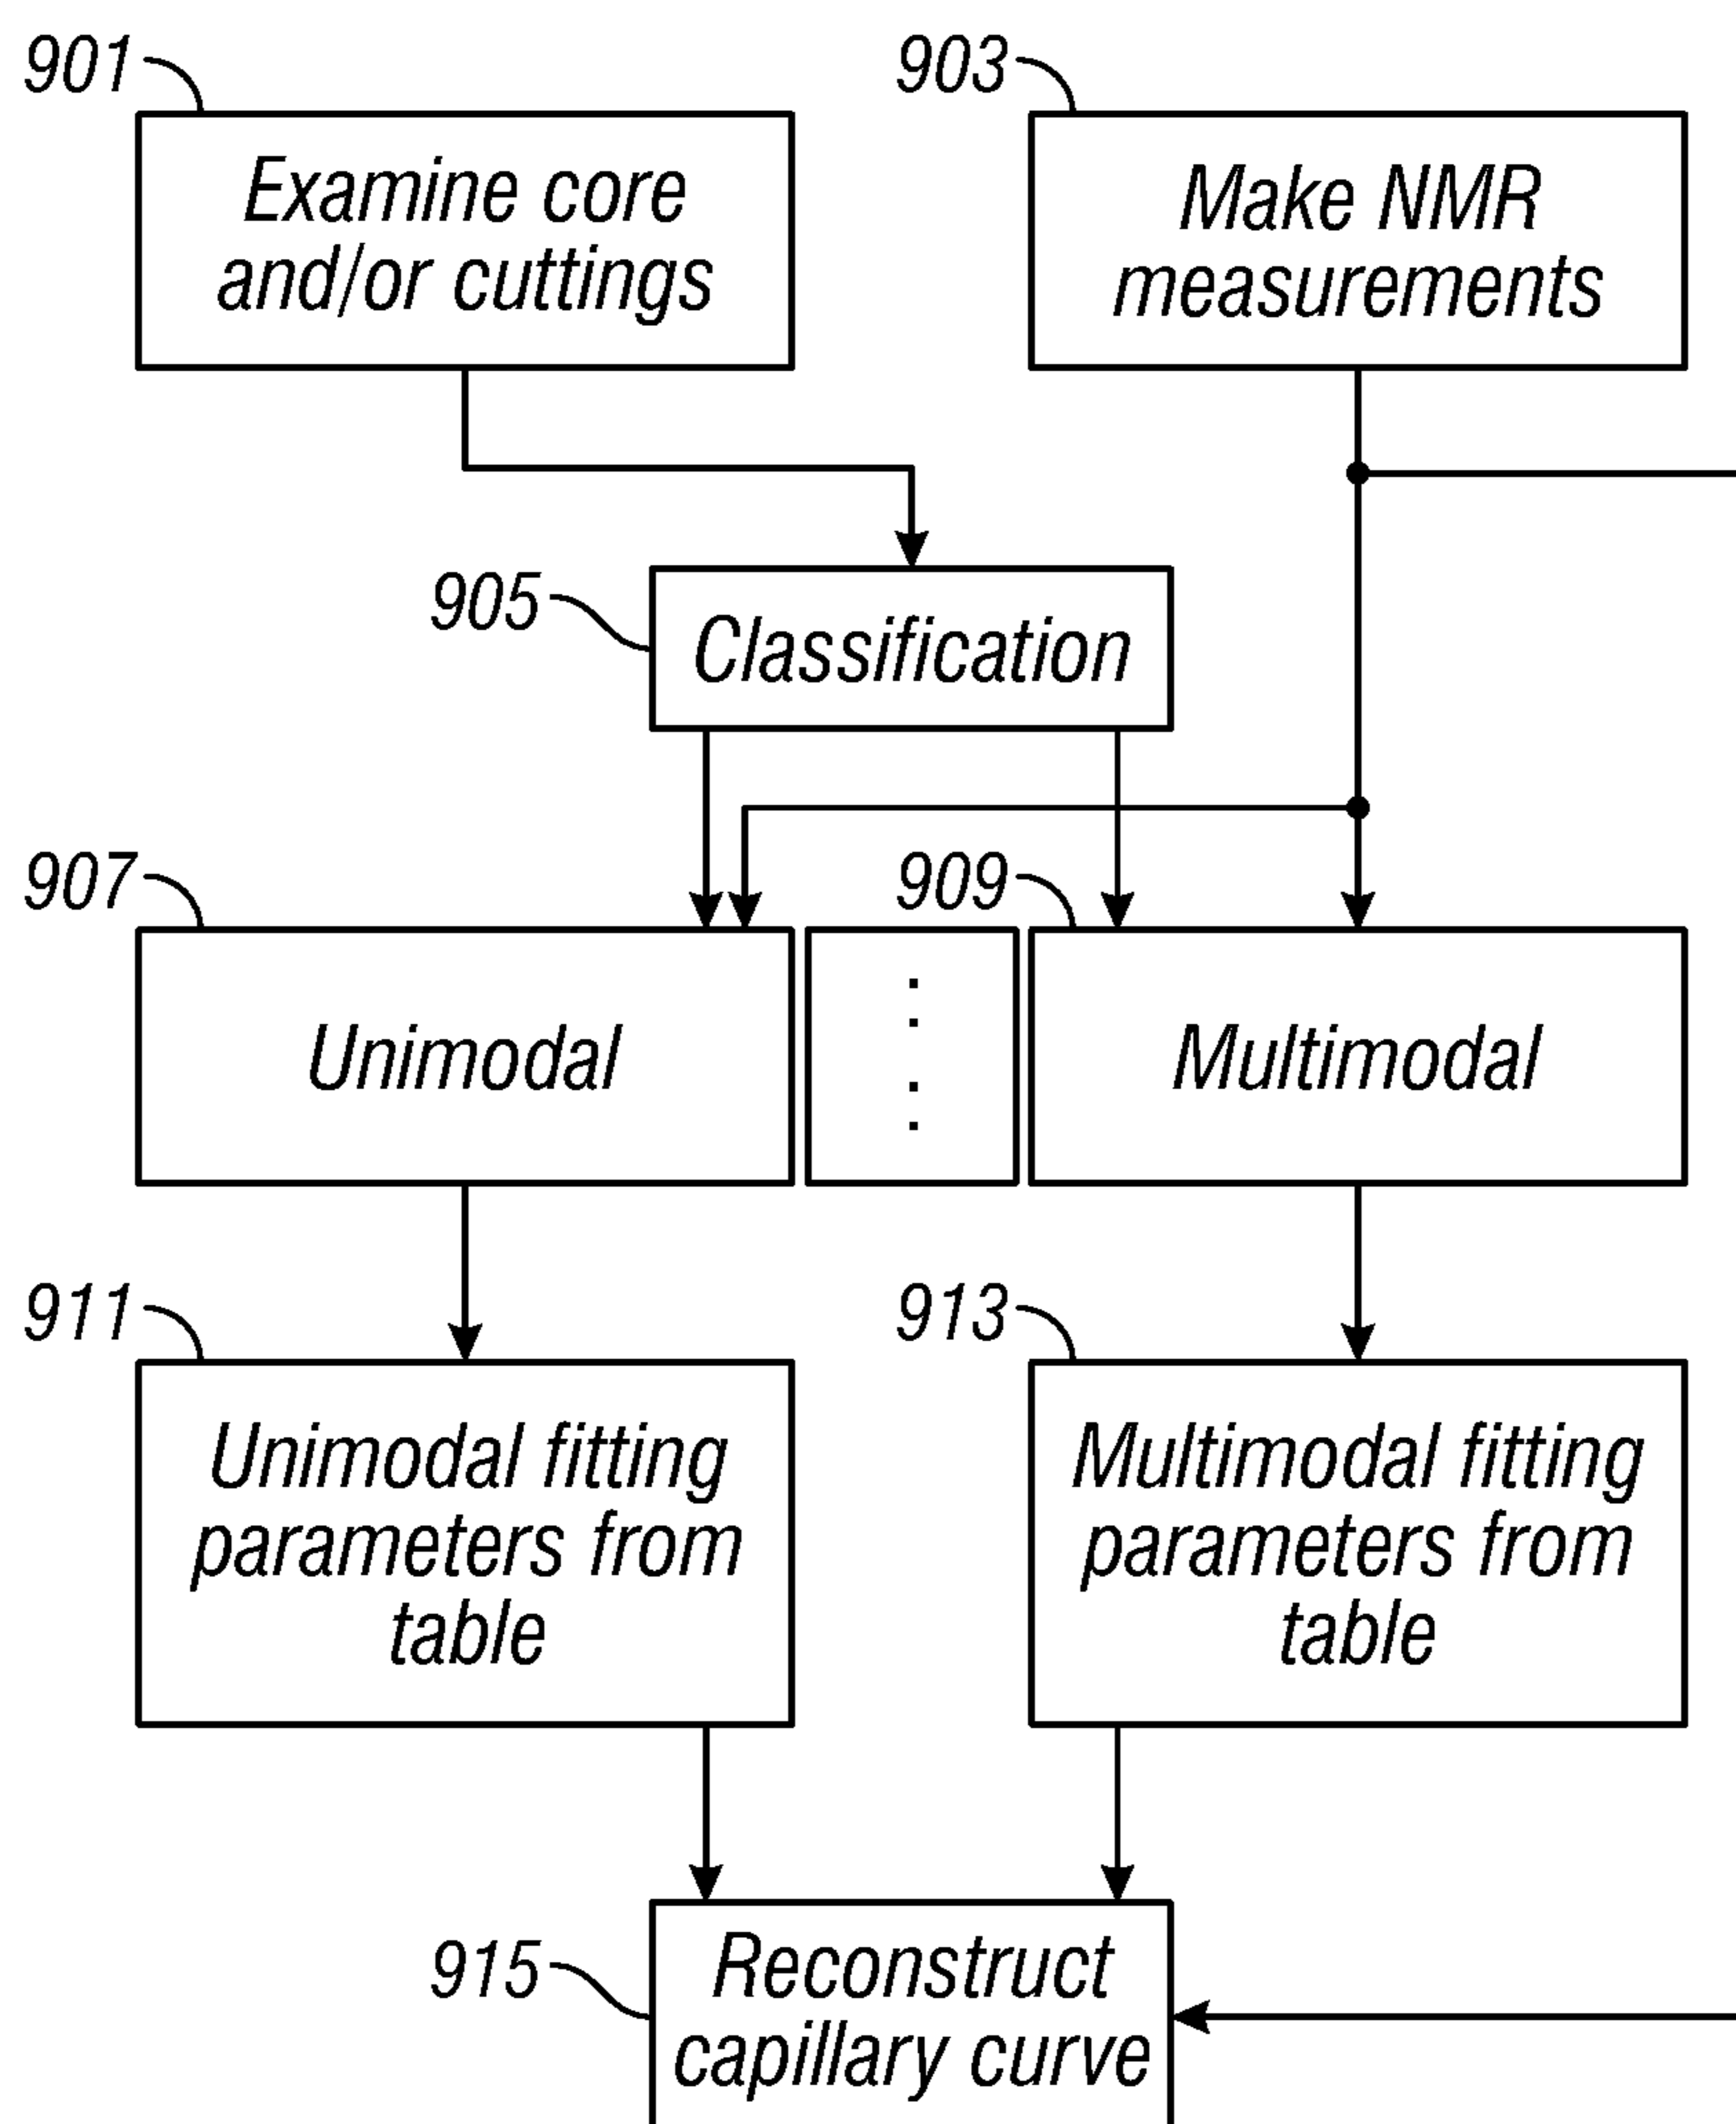 901
Examine core
and/or cuttings
903
Make NMR
measurements
905
Classification
907
Unimodal
909
Multimodal
911
Unimodal fitting
parameters from
table
913
Multimodal fitting
parameters from
table
915
Reconstruct
capillary curve